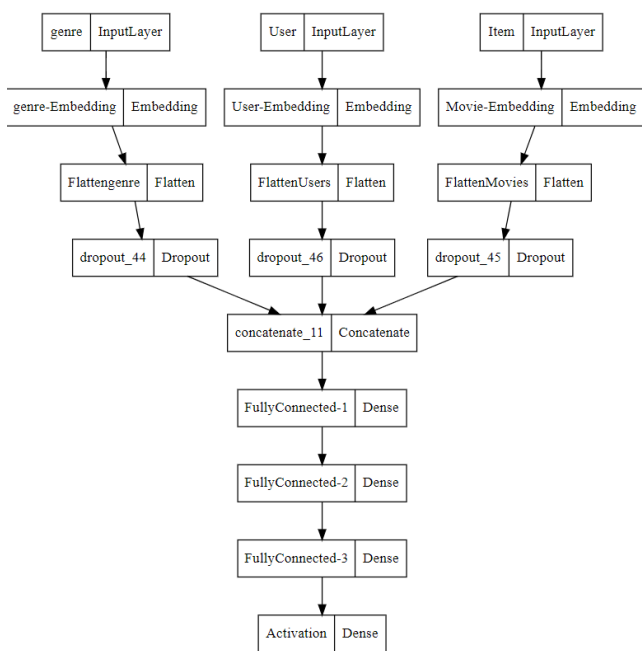 genre InputLayer User InputLayer Item InputLayer
genre-Embedding Embedding User-Embedding Embedding Movie-Embedding Embedding
Flattengenre Flatten FlattenUsers Flatten FlattenMovies Flatten
dropout_44 Dropout dropout_46 Dropout dropout_45 Dropout
concatenate_11 Concatenate
FullyConnected-1 Dense
FullyConnected-2 Dense
FullyConnected-3 Dense
Activation Dense